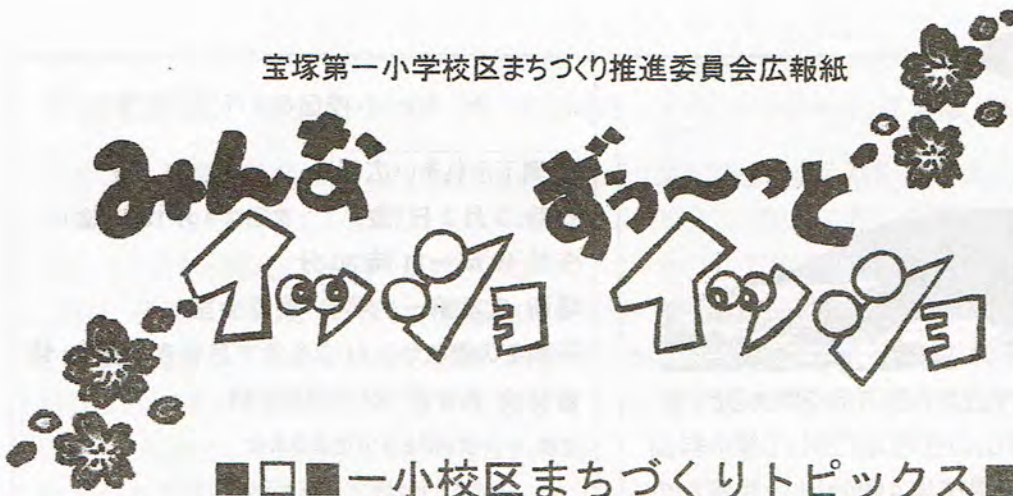 宝塚第一小学校区まちづくり推進委員会広報紙
みんな ずっ〜っと
イッショ イッショ
■□■一小校区まちづくりトピックス■